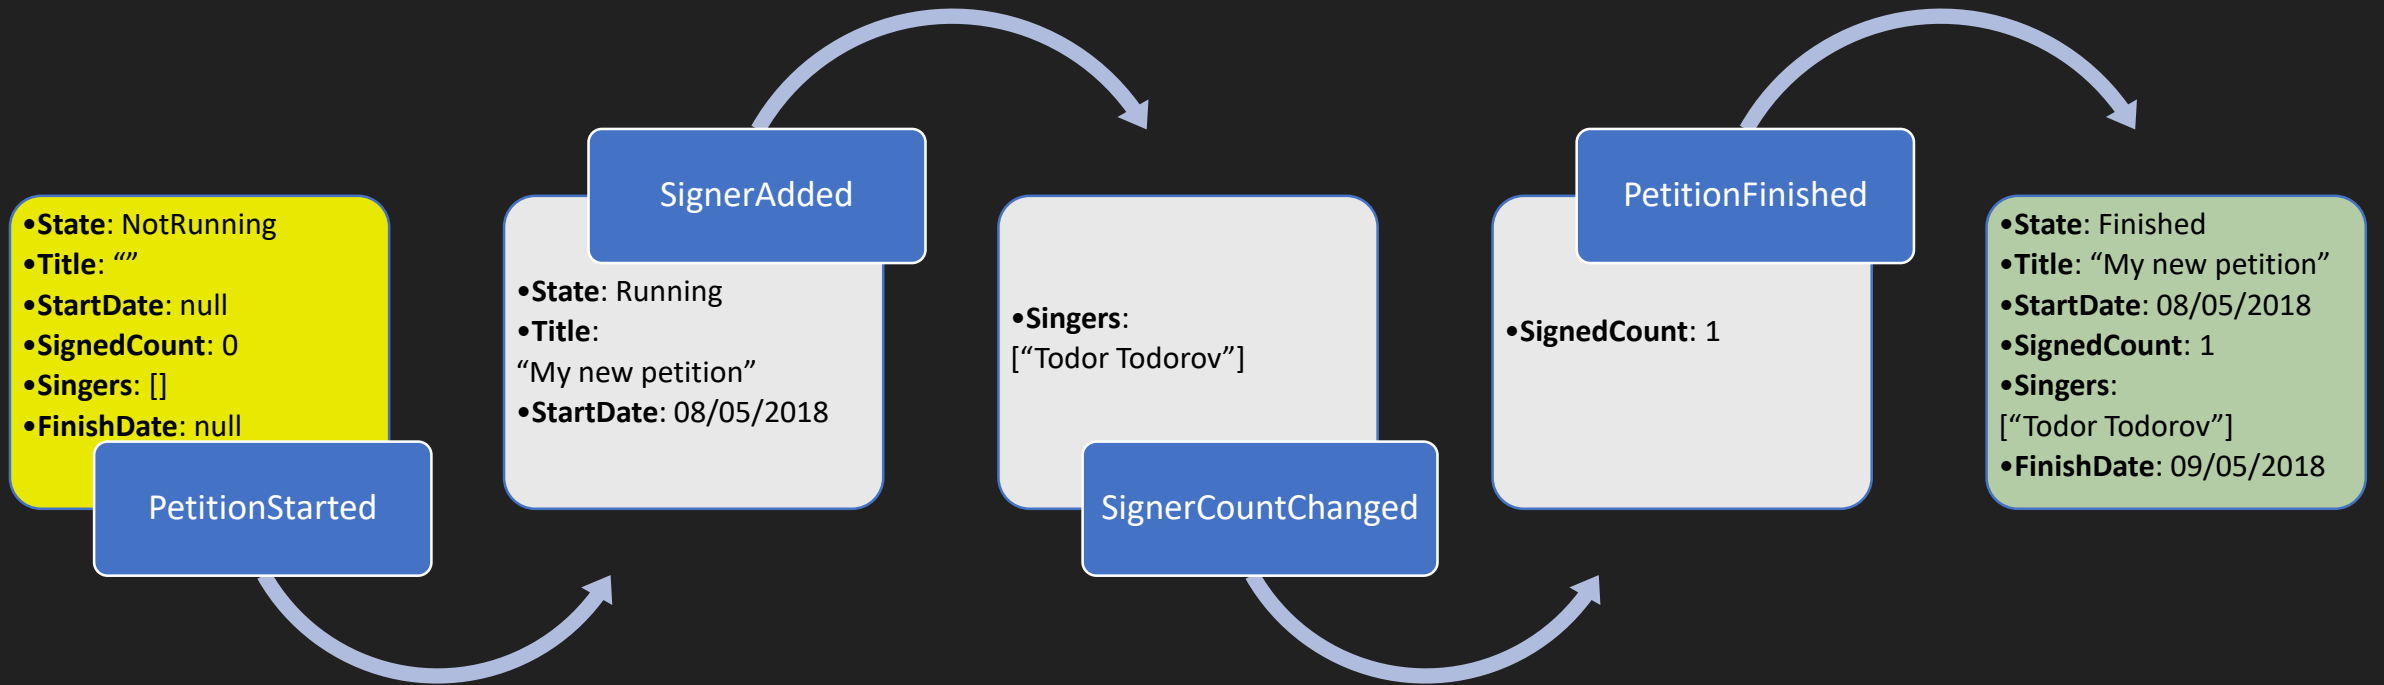 •State: NotRunning
•Title: “”
•StartDate: null
•SignedCount: 0
•Singers: []
•FinishDate: null
PetitionStarted
SignerAdded
•State: Running
•Title:
“My new petition”
•StartDate: 08/05/2018
•Singers:
[“Todor Todorov”]
SignerCountChanged
PetitionFinished
•SignedCount: 1
•State: Finished
•Title: “My new petition”
•StartDate: 08/05/2018
•SignedCount: 1
•Singers:
[“Todor Todorov”]
•FinishDate: 09/05/2018